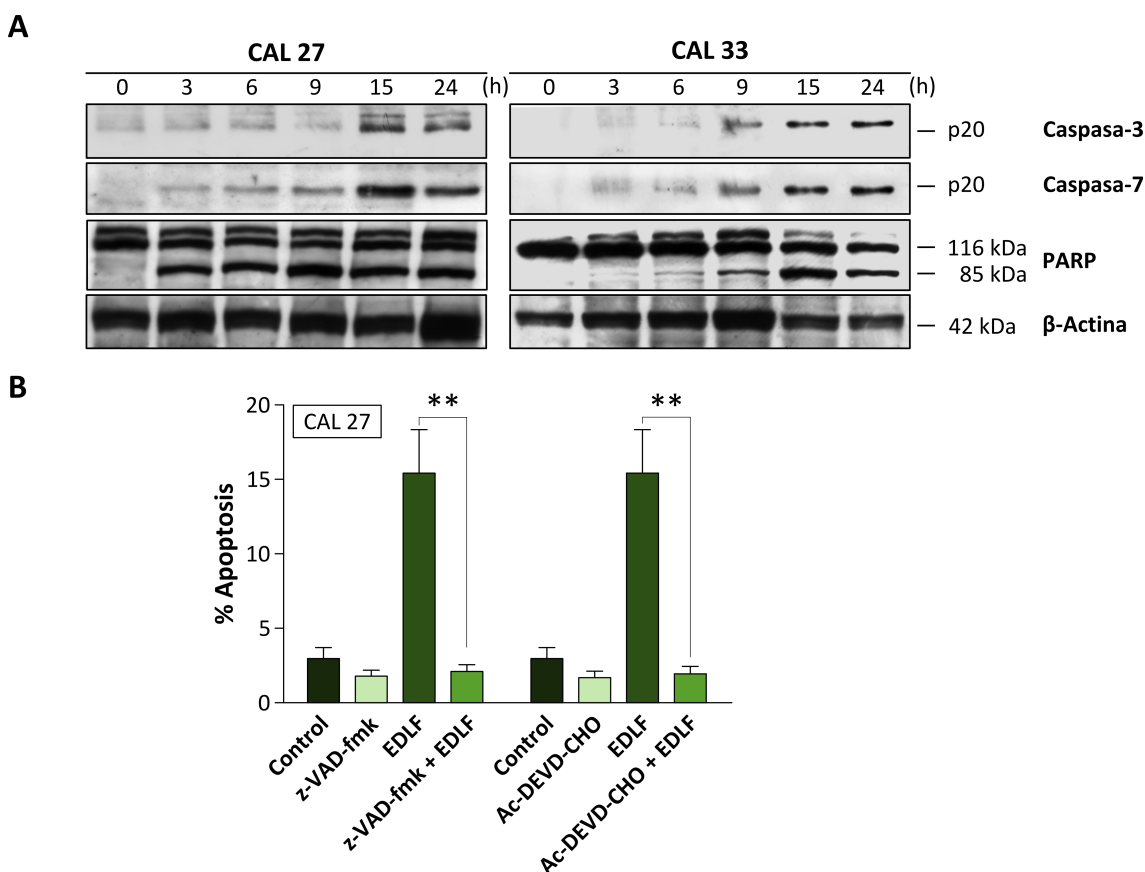 A
CAL 27 CAL 33
0 3 6 9 15 24 (h) 0 3 6 9 15 24 (h)
p20 Caspasa-3
p20 Caspasa-7
116 kDa
85 kDa
PARP
42 kDa β-Actina
B
CAL 27
**
**
20
15
10
5
0
% Apoptosis
Control
z-VAD-fmk
EDLF
z-VAD-fmk + EDLF
Control
Ac-DEVD-CHO
EDLF
Ac-DEVD-CHO + EDLF